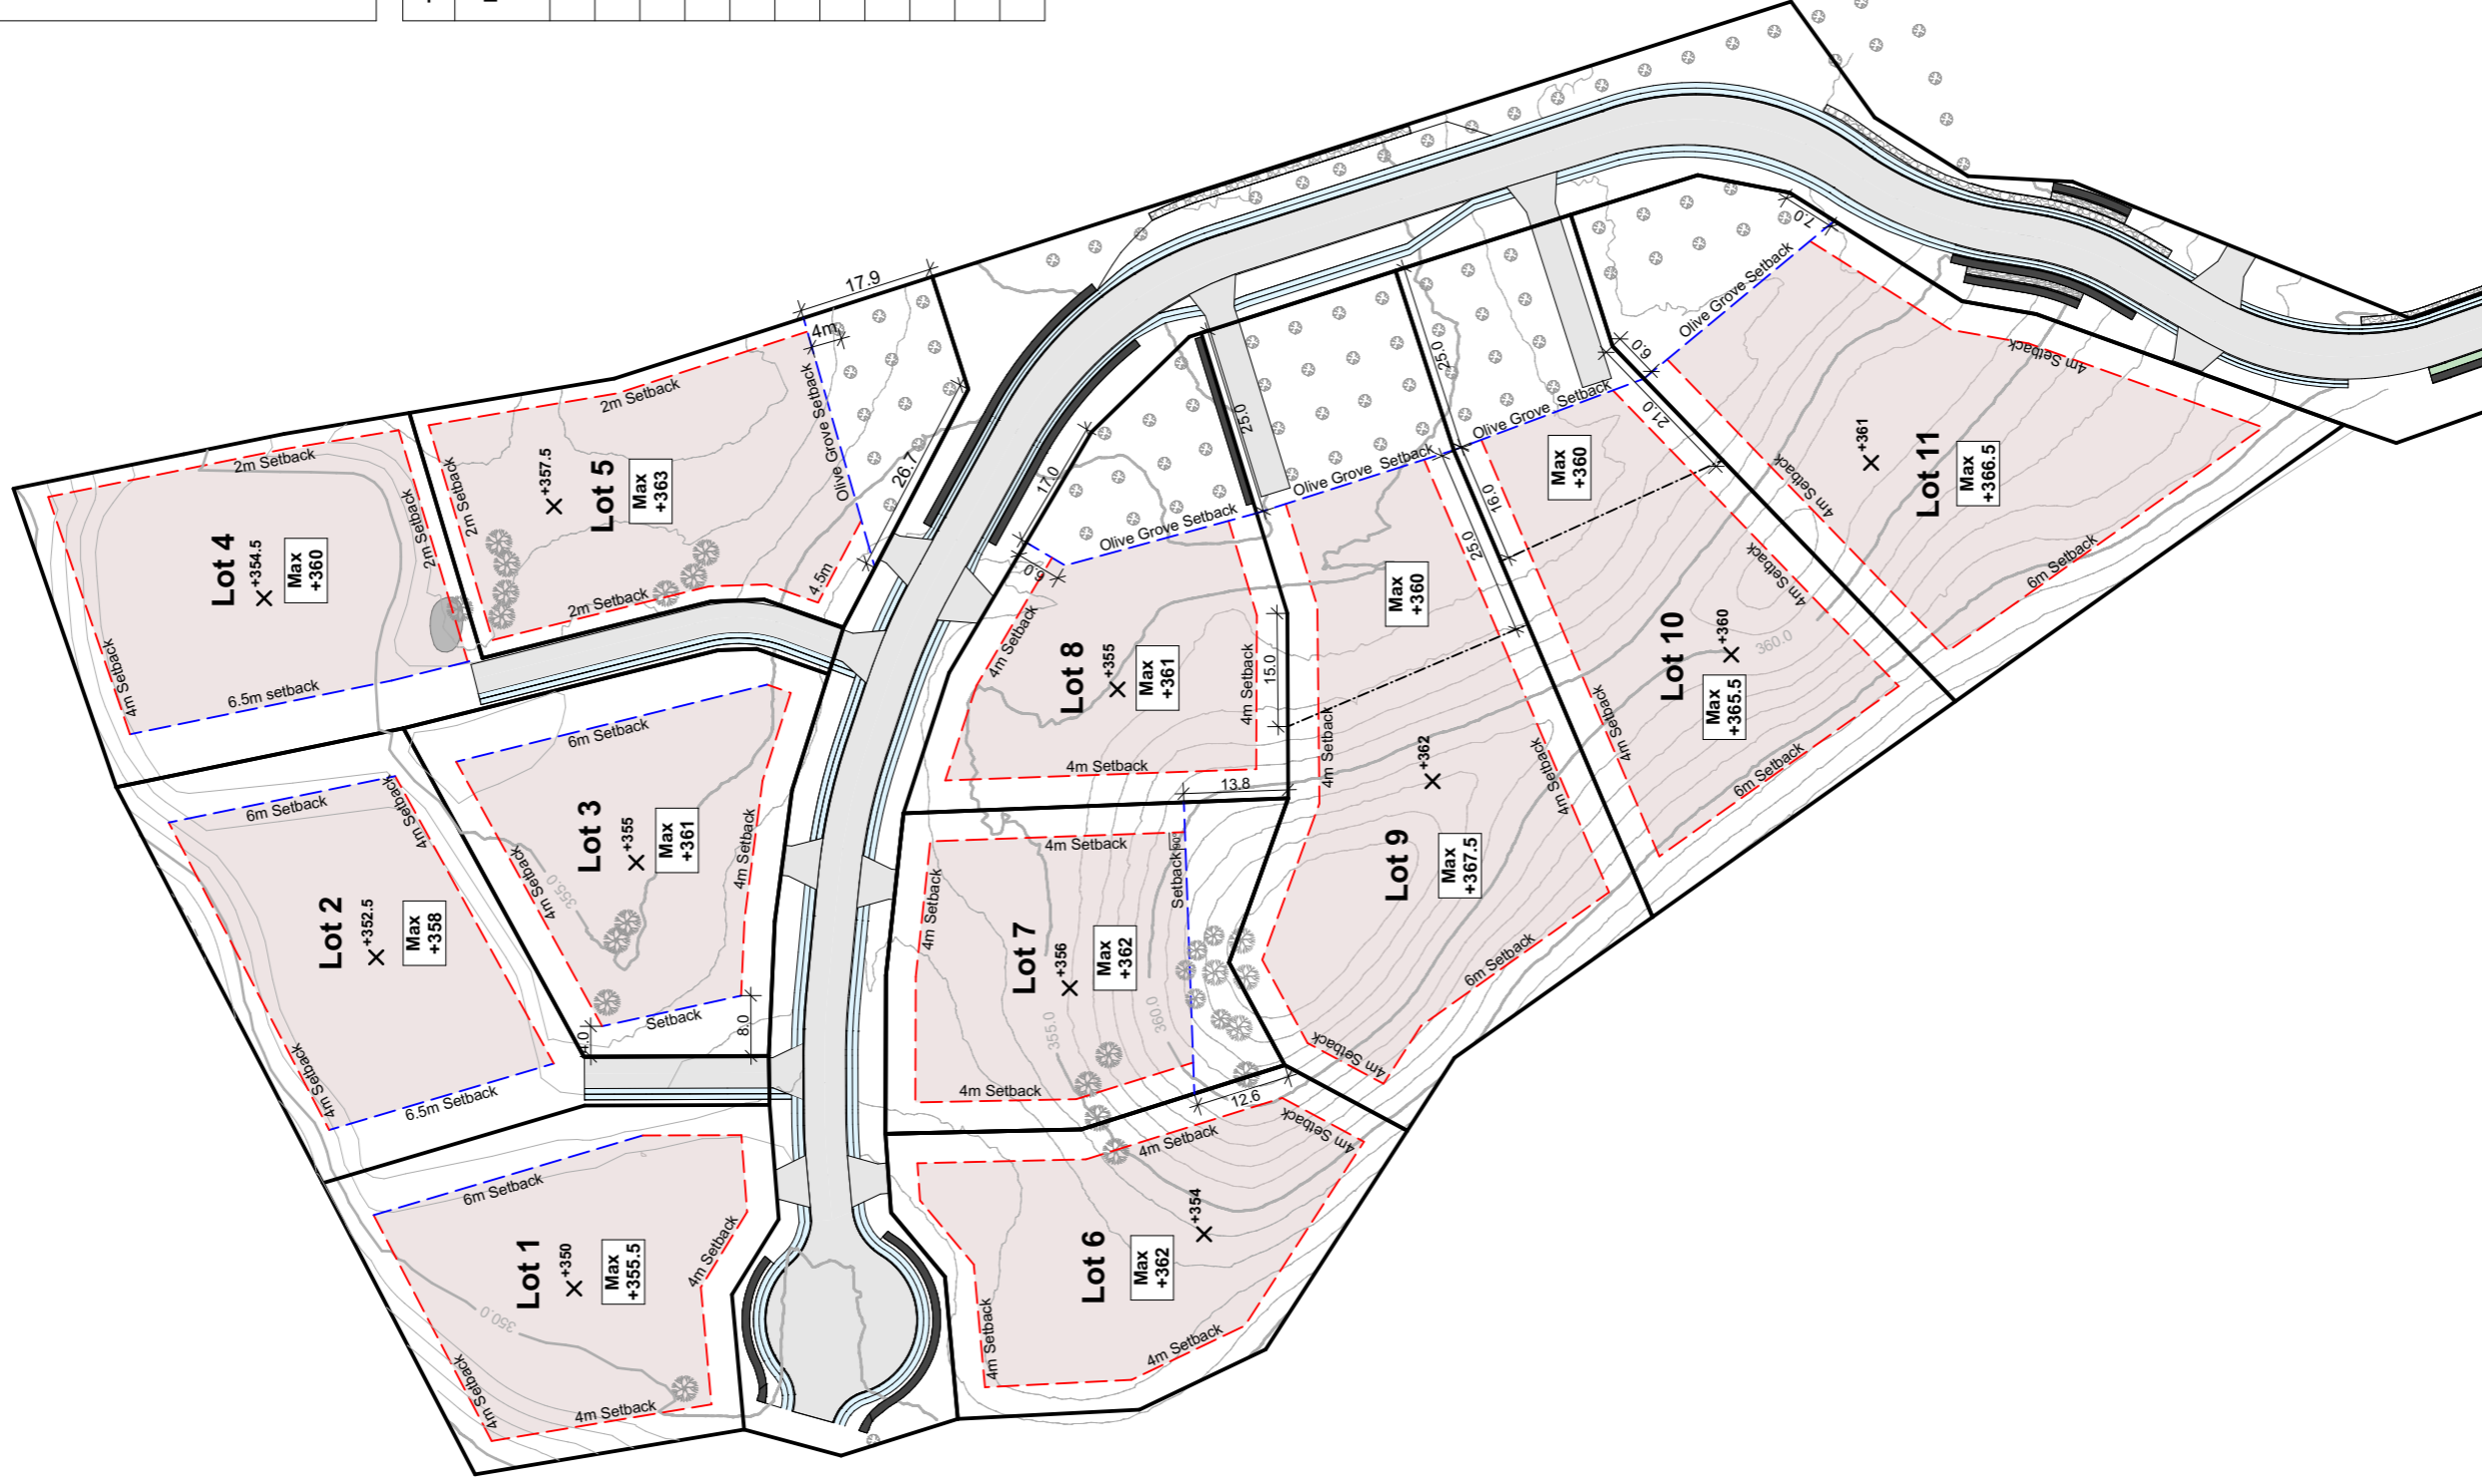 Lot 4
+354.5
Max
+360
2m Setback
2m Setback
4m Setback
6.5m setback
Lot 5
+357.5
Max
+363
2m Setback
2m Setback
2m Setback
4.5m
Olive Grove Setback
4m
17.9
26.7
Lot 2
+352.5
Max
+358
6m Setback
4m Setback
4m Setback
6.5m Setback
Lot 3
+355
Max
+361
6m Setback
4m Setback
4m Setback
Setback
355.0
4.0
8.0
Lot 1
+350
Max
+355.5
6m Setback
4m Setback
4m Setback
4m Setback
350.0
Lot 8
+355
Max
+361
4m Setback
4m Setback
4m Setback
Olive Grove Setback
17.0
6.0
25.0
15.0
13.8
Lot 7
+356
Max
+362
4m Setback
4m Setback
4m Setback
Setback
355.0
360.0
12.6
Lot 6
+354
Max
+362
4m Setback
4m Setback
4m Setback
4m Setback
Lot 9
+362
Max
+367.5
Max
+360
Olive Grove Setback
4m Setback
4m Setback
4m Setback
6m Setback
25.0
25.0
16.0
Lot 10
+360
Max
+365.5
Max
+360
Olive Grove Setback
4m Setback
4m Setback
6m Setback
360.0
21.0
6.0
Lot 11
+361
Max
+366.5
Olive Grove Setback
4m Setback
4m Setback
6m Setback
7.0